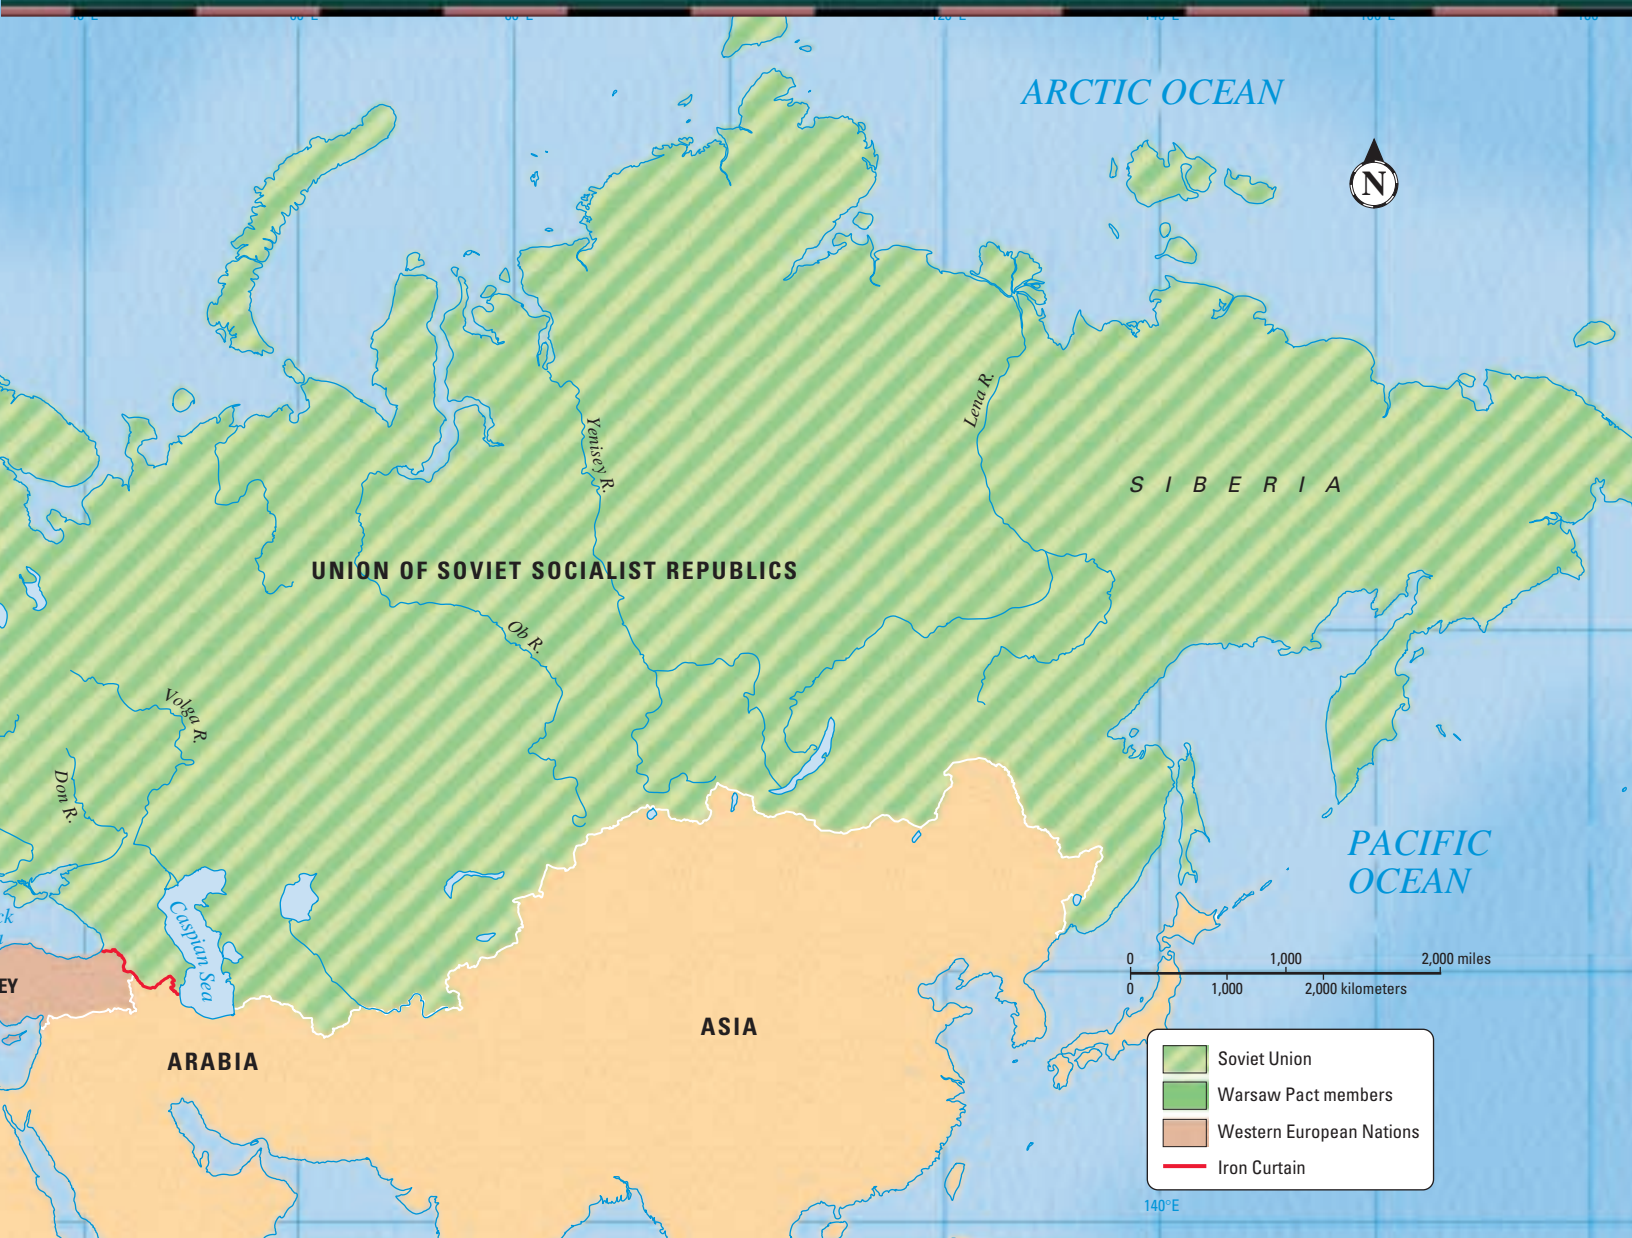 ARCTIC OCEAN
N
Lena R.
Yenisey R.
SIBERIA
UNION OF SOVIET SOCIALIST REPUBLICS
Ob R.
Volga R.
Don R.
PACIFIC
OCEAN
ck
Caspian Sea
0 1,000 2,000 miles
0 1,000 2,000 kilometers
EY
ASIA
ARABIA
Soviet Union
Warsaw Pact members
Western European Nations
Iron Curtain
140°E